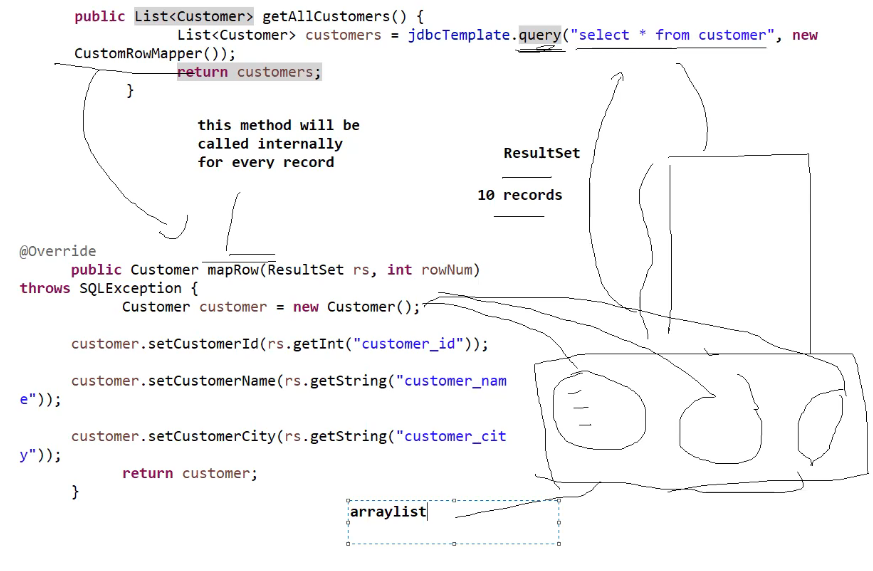 public List<Customer> getAllCustomers() {
List<Customer> customers = jdbcTemplate.query("select * from customer", new
CustomRowMapper());
return customers;
}
this method will be
called internally
for every record
ResultSet
10 records
@Override
public Customer mapRow(ResultSet rs, int rowNum)
throws SQLException {
Customer customer = new Customer();
customer.setCustomerId(rs.getInt("customer_id"));
customer.setCustomerName(rs.getString("customer_nam
e"));
customer.setCustomerCity(rs.getString("customer_cit
y"));
return customer;
}
arraylist